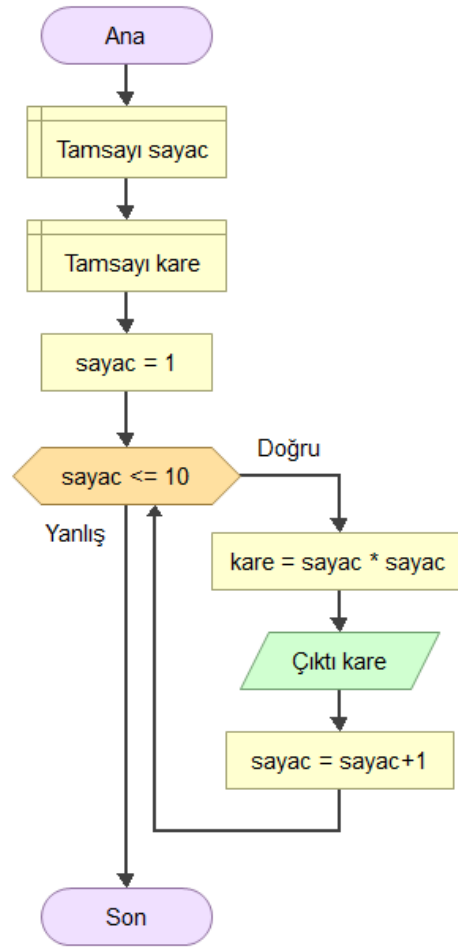 Ana
Tamsayı sayac
Tamsayı kare
sayac = 1
sayac <= 10
Doğru
Yanlış
kare = sayac * sayac
Çıktı kare
sayac = sayac+1
Son